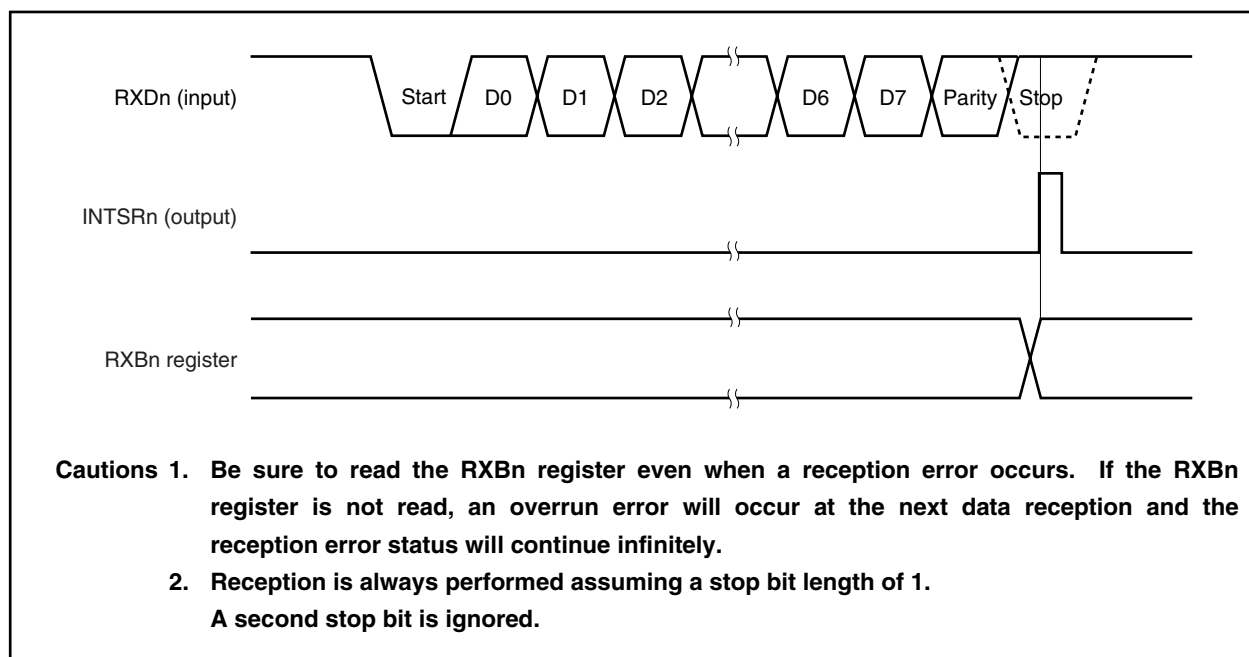 RXDn (input)
Start D0 D1 D2 D6 D7 Parity Stop
INTSRn (output)
RXBn register
Cautions 1. Be sure to read the RXBn register even when a reception error occurs. If the RXBn
register is not read, an overrun error will occur at the next data reception and the
reception error status will continue infinitely.
2. Reception is always performed assuming a stop bit length of 1.
A second stop bit is ignored.